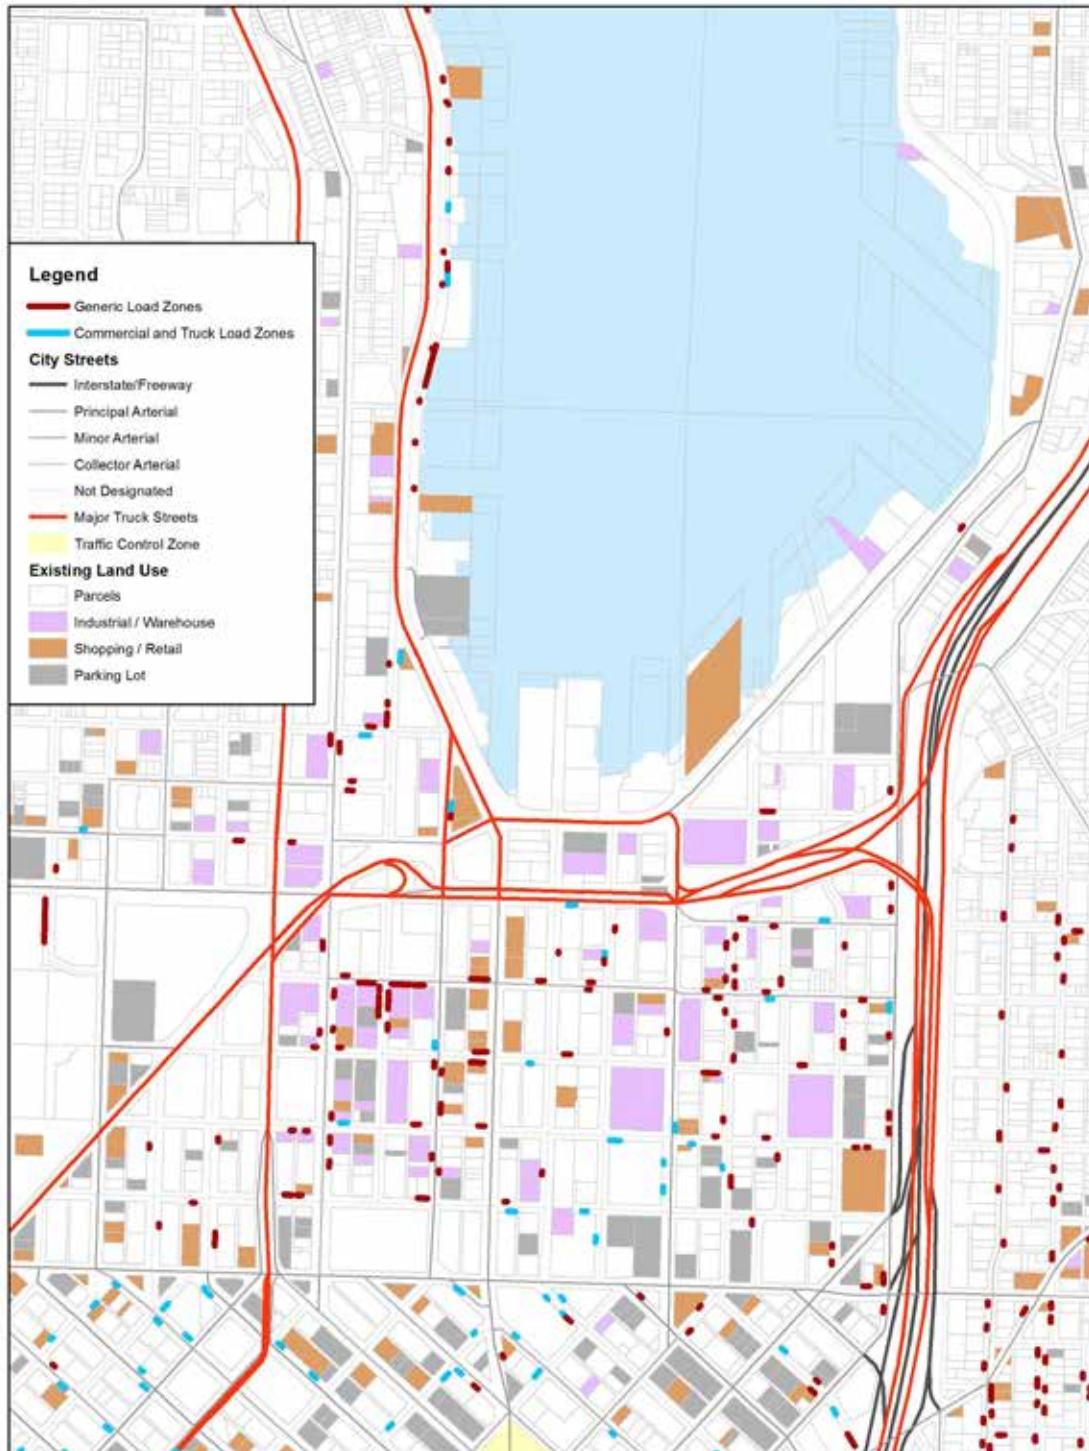 Legend
Generic Load Zones
Commercial and Truck Load Zones
City Streets
Interstate/Freeway
Principal Arterial
Minor Arterial
Collector Arterial
Not Designated
Major Truck Streets
Traffic Control Zone
Existing Land Use
Parcels
Industrial / Warehouse
Shopping / Retail
Parking Lot